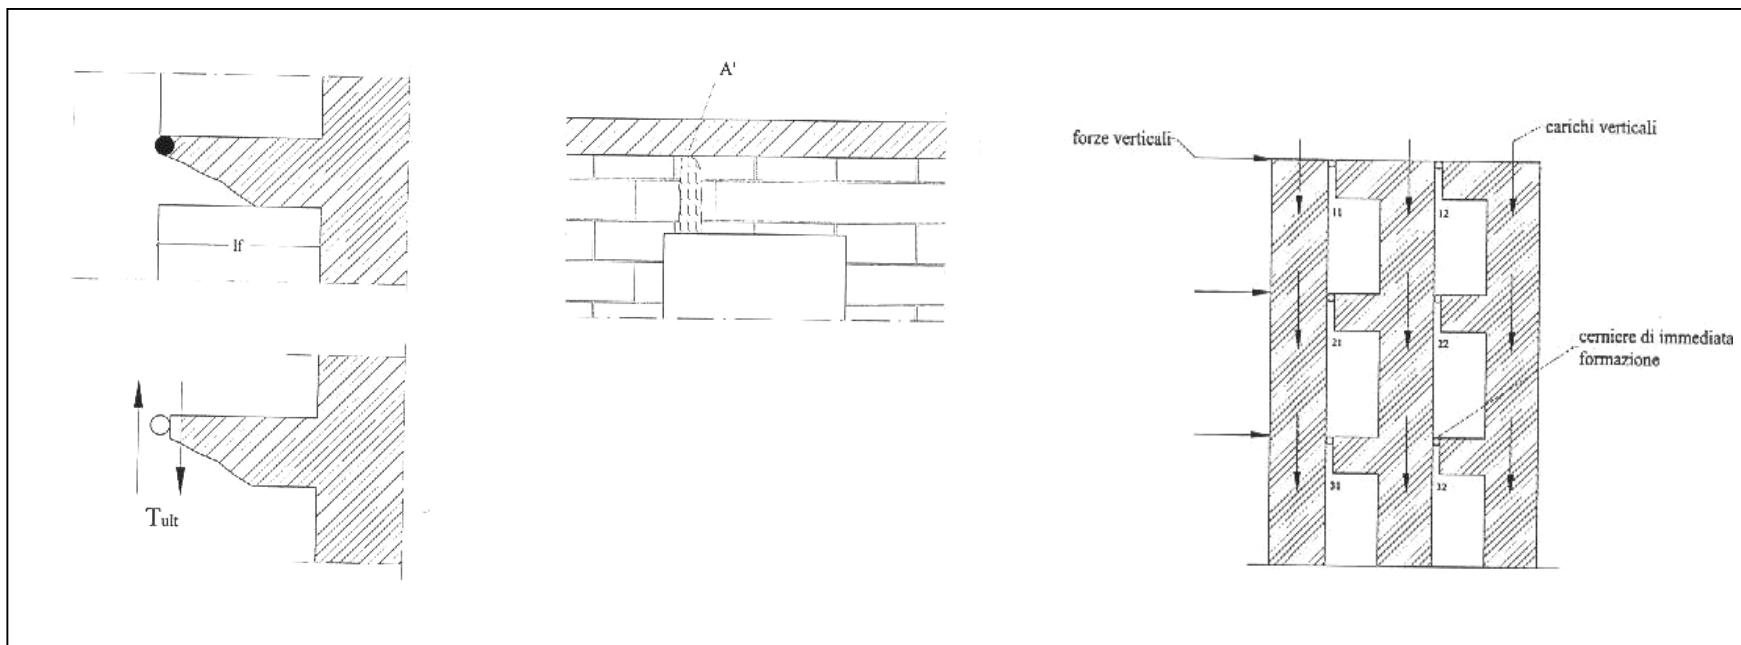 lf
Tult
A'
forze verticali
carichi verticali
11
12
21
22
cerniere di immediata
formazione
31
32